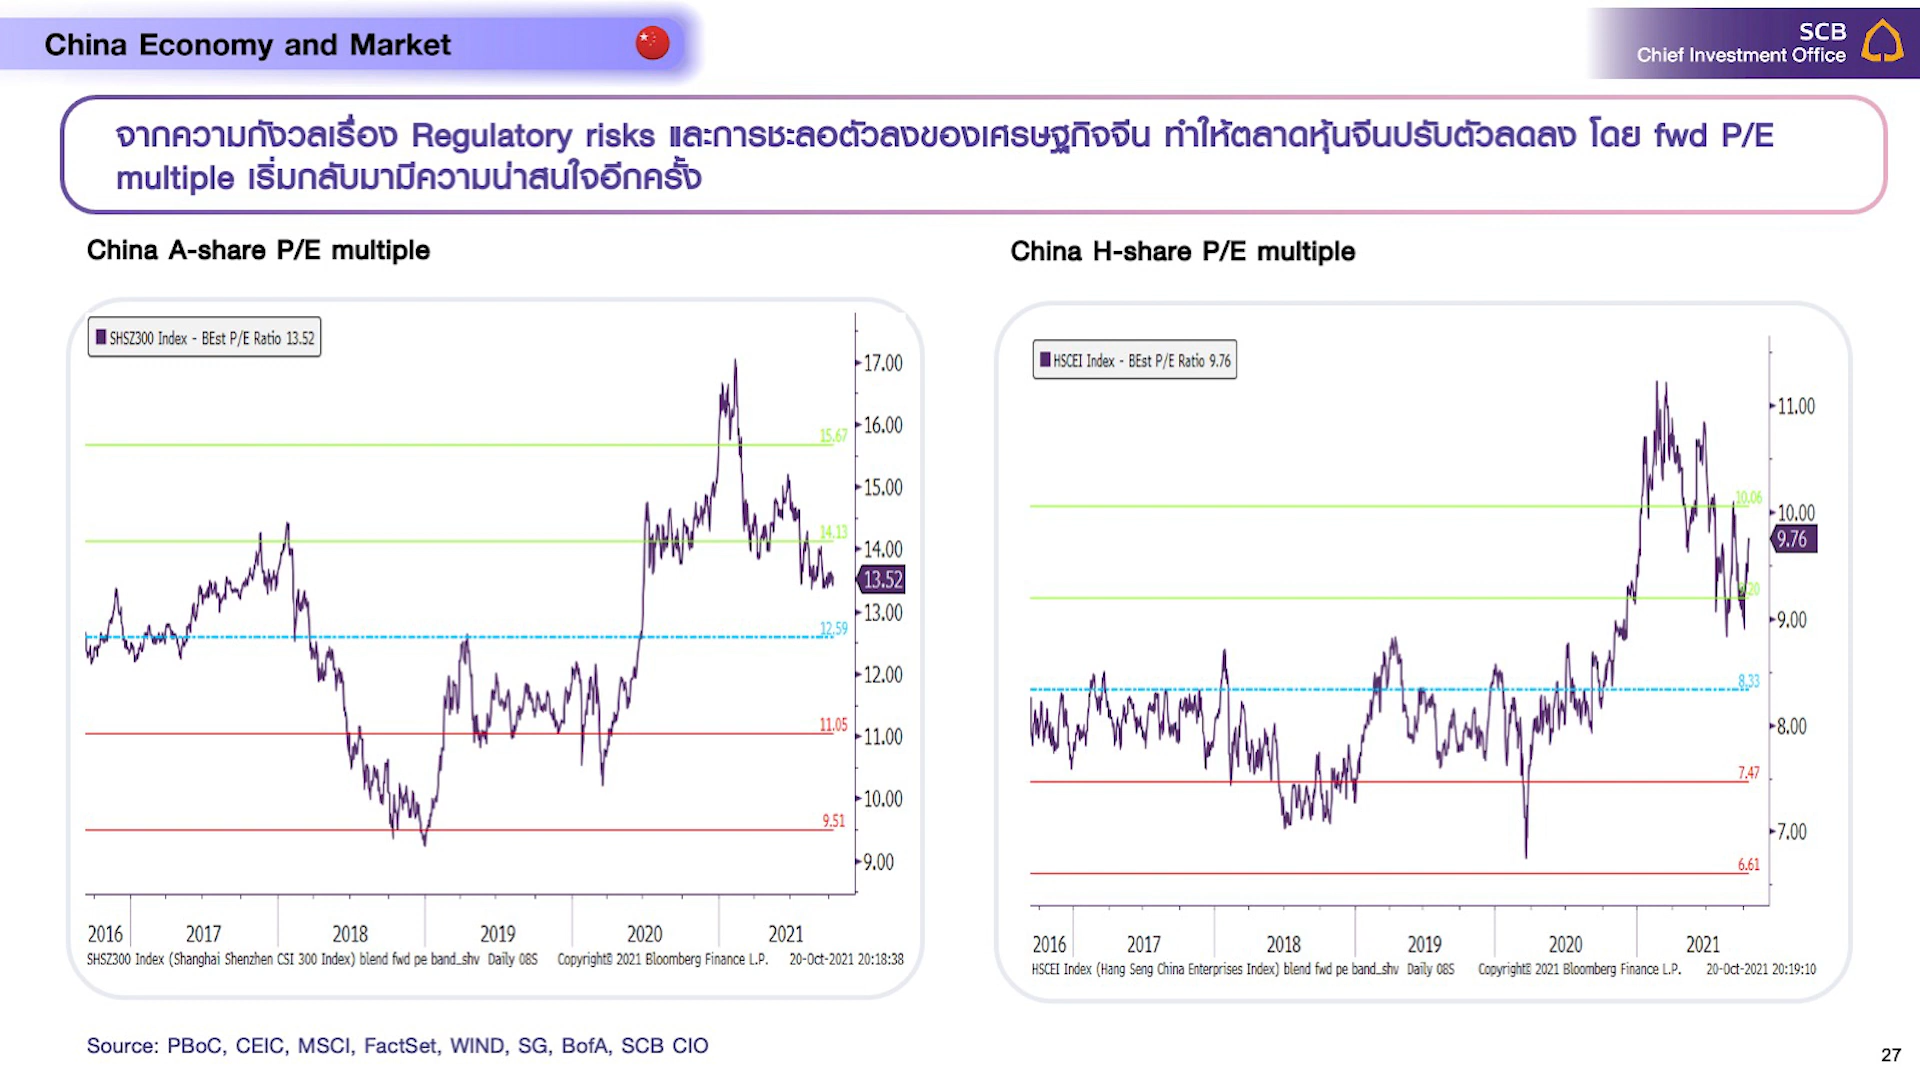 China Economy and Market
SCB
Chief Investment Office
จากความกังวลเรื่อง Regulatory risks และการชะลอตัวลงของเศรษฐกิจจีน ทำให้ตลาดหุ้นจีนปรับตัวลดลง โดย fwd P/E
multiple เริ่มกลับมามีความน่าสนใจอีกครั้ง
China A-share P/E multiple
SHSZ300 Index - BEst P/E Ratio 13.52
17.00
16.00
15.67
15.00
14.13
14.00
13.52
13.00
12.59
12.00
11.05
11.00
10.00
9.51
9.00
2016 2017 2018 2019 2020 2021
SHSZ300 Index (Shanghai Shenzhen CSI 300 Index) blend fwd pe band_shv Daily 08S Copyright© 2021 Bloomberg Finance L.P. 20-Oct-2021 20:18:38
China H-share P/E multiple
HSCEI Index - BEst P/E Ratio 9.76
11.00
10.06
10.00
9.76
9.20
9.00
8.33
8.00
7.47
7.00
6.61
2016 2017 2018 2019 2020 2021
HSCEI Index (Hang Seng China Enterprises Index) blend fwd pe band_shv Daily 08S Copyright© 2021 Bloomberg Finance L.P. 20-Oct-2021 20:19:10
Source: PBoC, CEIC, MSCI, FactSet, WIND, SG, BofA, SCB CIO
27